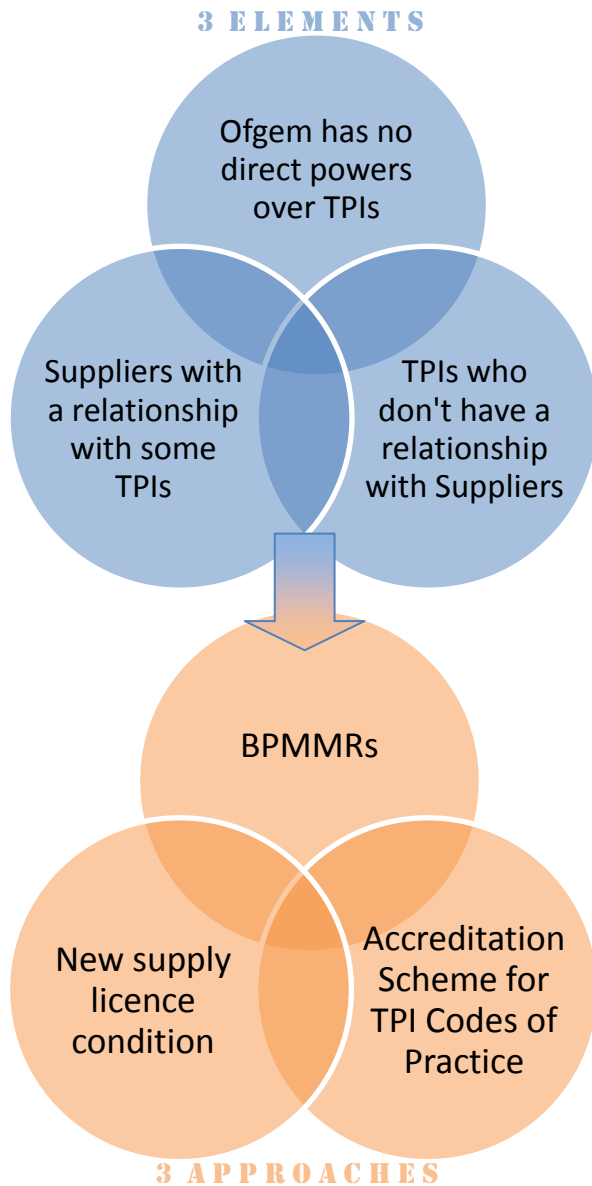 3 ELEMENTS
Ofgem has no
direct powers
over TPIs
Suppliers with
a relationship
with some
TPIs
TPIs who
don't have a
relationship
with Suppliers
BPMMRs
New supply
licence
condition
Accreditation
Scheme for
TPI Codes of
Practice
3 APPROACHES